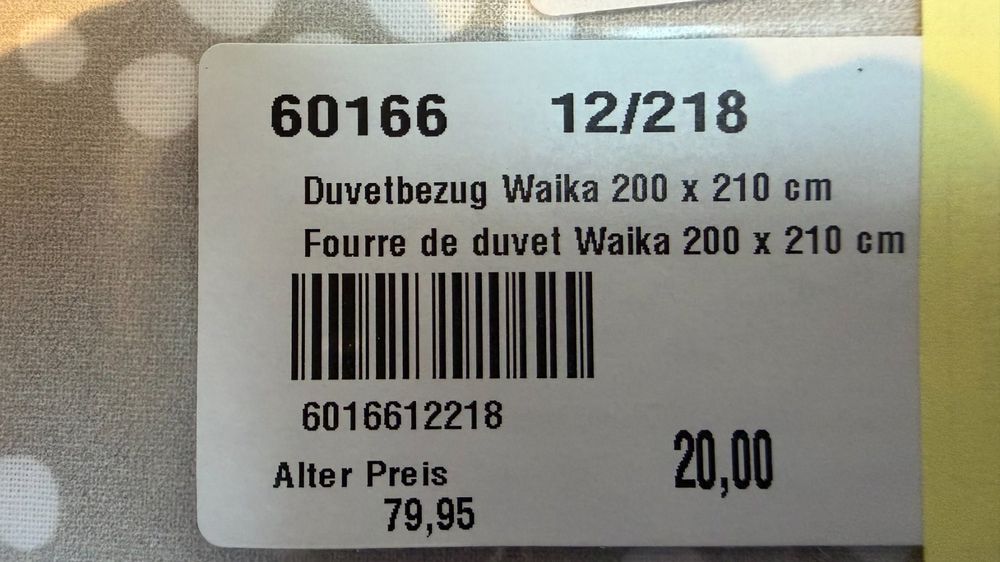 60166 12/218
Duvetbezug Waika 200 x 210 cm
Fourre de duvet Waika 200 x 210 cm
6016612218
Alter Preis
20,00
79,95